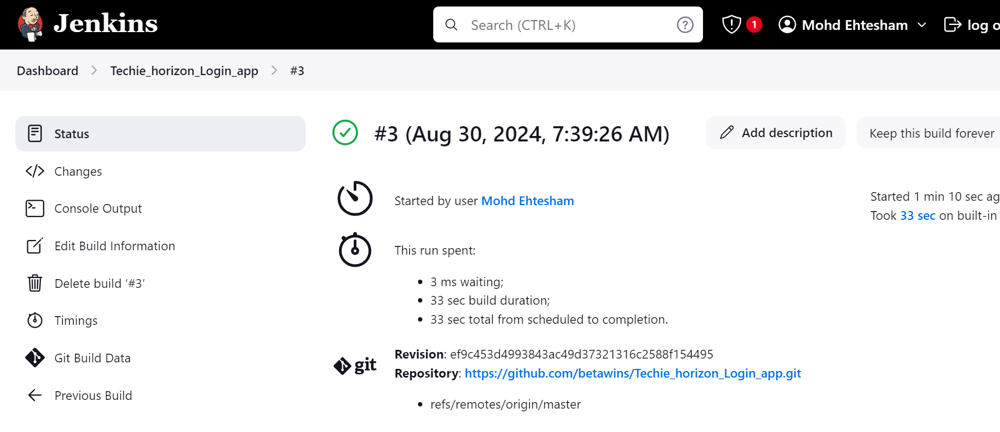 Jenkins
Search (CTRL+K)
1
Mohd Ehtesham
log o
Dashboard
Techie_horizon_Login_app
#3
Status
Changes
Console Output
Edit Build Information
Delete build ‘#3’
Timings
Git Build Data
Previous Build
#3 (Aug 30, 2024, 7:39:26 AM)
Add description
Keep this build forever
Started by user Mohd Ehtesham
Started 1 min 10 sec ag
Took 33 sec on built-in
This run spent:
• 3 ms waiting;
• 33 sec build duration;
• 33 sec total from scheduled to completion.
git
Revision: ef9c453d4993843ac49d37321316c2588f154495
Repository: https://github.com/betawins/Techie_horizon_Login_app.git
• refs/remotes/origin/master